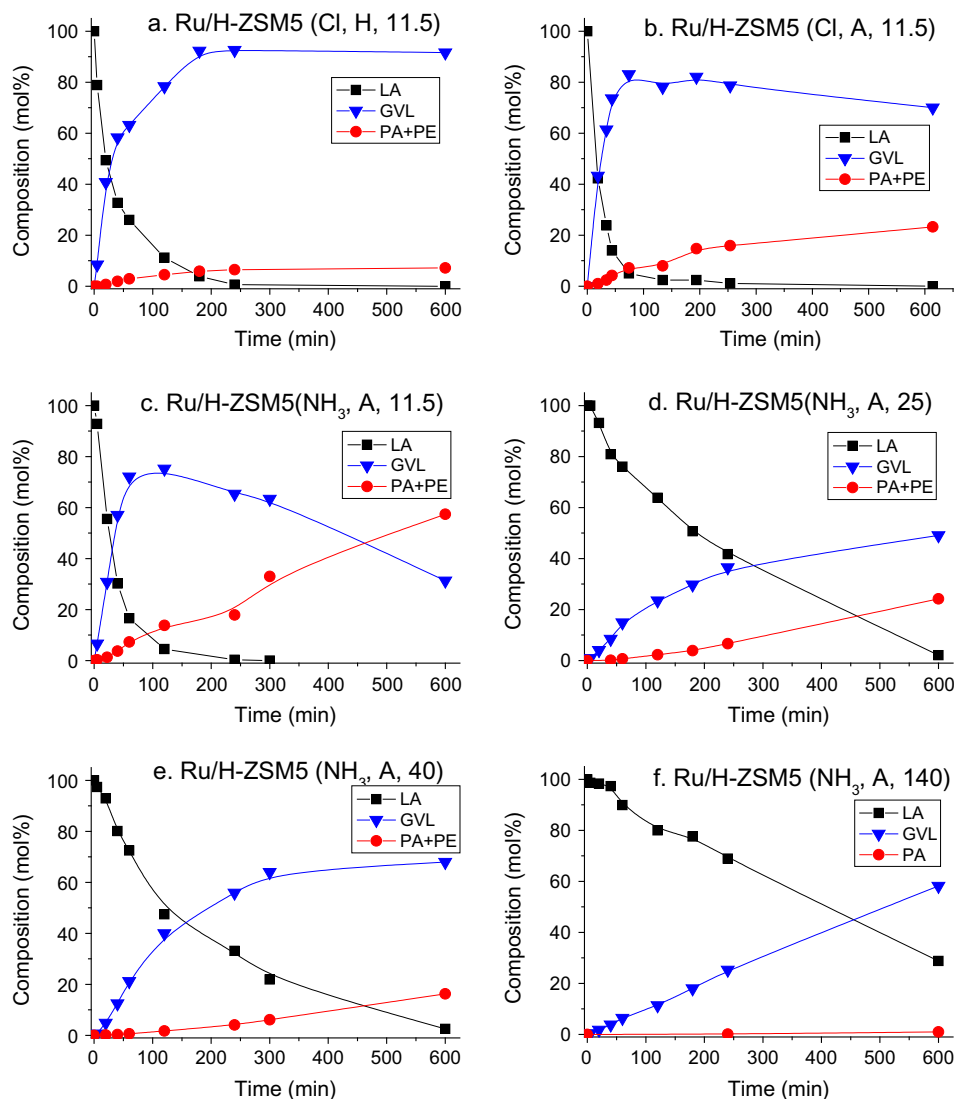 a. Ru/H-ZSM5 (Cl, H, 11.5)
LA
GVL
PA+PE
Composition (mol%)
100
80
60
40
20
0
0 100 200 300 400 500 600
Time (min)
b. Ru/H-ZSM5 (Cl, A, 11.5)
LA
GVL
PA+PE
Composition (mol%)
100
80
60
40
20
0
0 100 200 300 400 500 600
Time (min)
c. Ru/H-ZSM5(NH₃, A, 11.5)
LA
GVL
PA+PE
Composition (mol%)
100
80
60
40
20
0
0 100 200 300 400 500 600
Time (min)
d. Ru/H-ZSM5(NH₃, A, 25)
LA
GVL
PA+PE
Composition (mol%)
100
80
60
40
20
0
0 100 200 300 400 500 600
Time (min)
e. Ru/H-ZSM5 (NH₃, A, 40)
LA
GVL
PA+PE
Composition (mol%)
100
80
60
40
20
0
0 100 200 300 400 500 600
Time (min)
f. Ru/H-ZSM5 (NH₃, A, 140)
LA
GVL
PA
Composition (mol%)
100
80
60
40
20
0
0 100 200 300 400 500 600
Time (min)